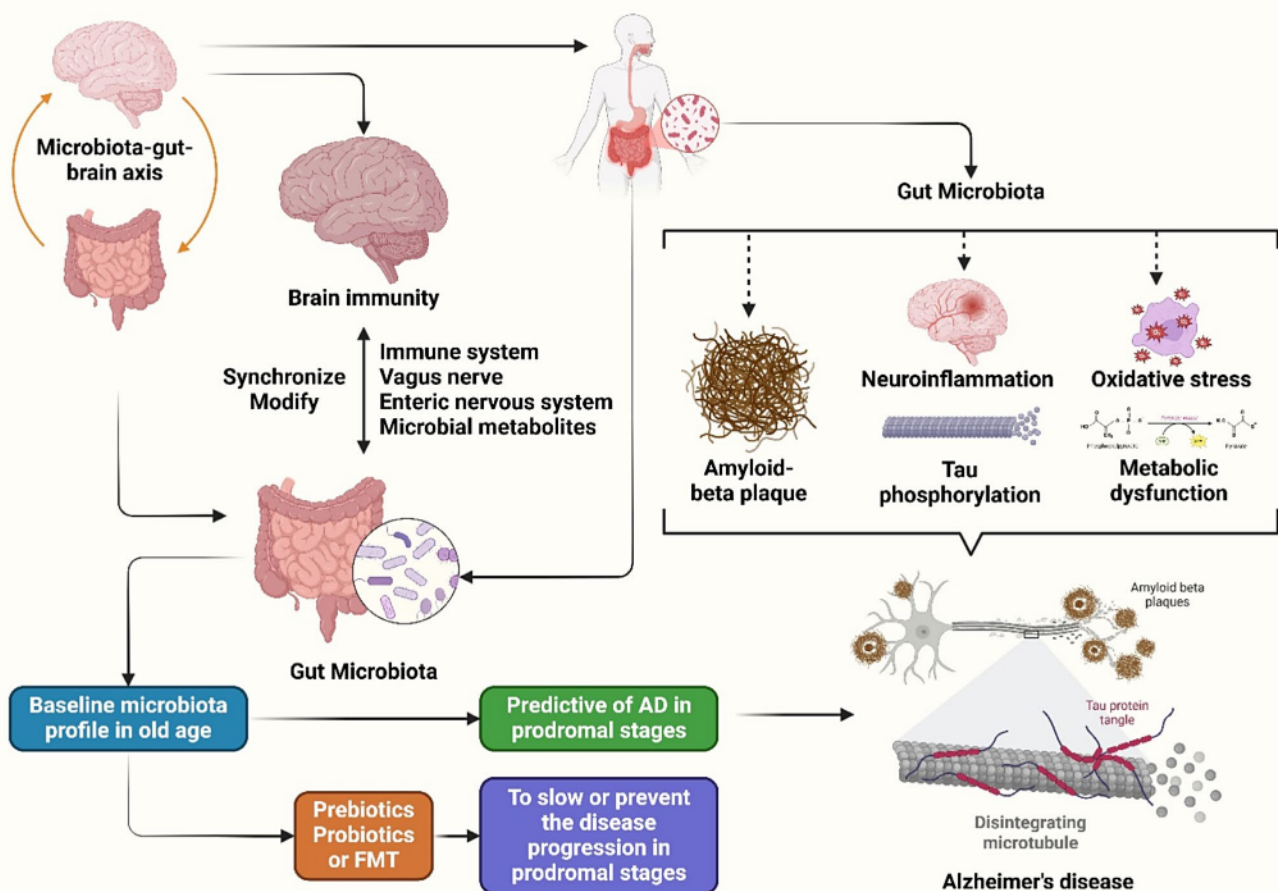 Microbiota-gut-
brain axis
Brain immunity
Synchronize
Modify
Immune system
Vagus nerve
Enteric nervous system
Microbial metabolites
Gut Microbiota
Gut Microbiota
Amyloid-
beta plaque
Neuroinflammation
Tau
phosphorylation
Oxidative stress
Metabolic
dysfunction
Amyloid beta
plaques
Tau protein
tangle
Disintegrating
microtubule
Alzheimer's disease
Baseline microbiota
profile in old age
Predictive of AD in
prodromal stages
Prebiotics
Probiotics
or FMT
To slow or prevent
the disease
progression in
prodromal stages